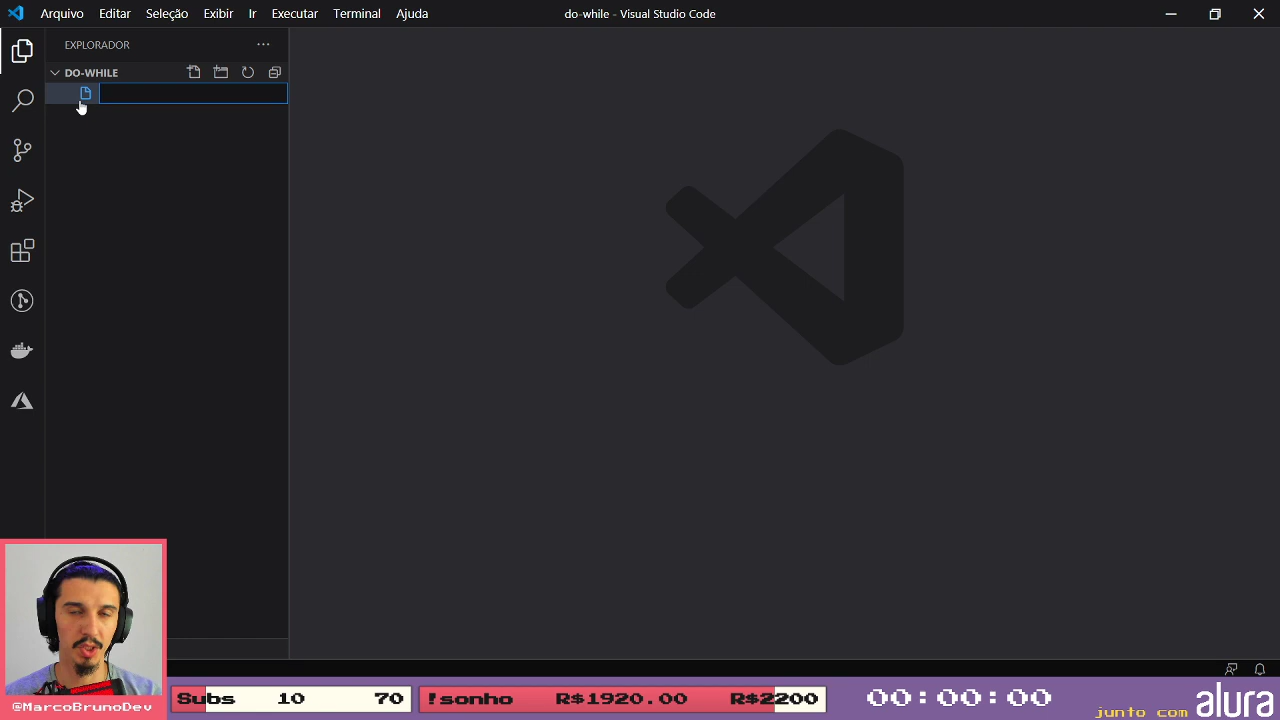 Arquivo Editar Seleção Exibir Ir Executar Terminal Ajuda
do-while - Visual Studio Code
EXPLORADOR
DO-WHILE
@MarcoBrunoDev
Subs 10 70
!sonho R$1920.00 R$2200
00:00:00
junto com alura